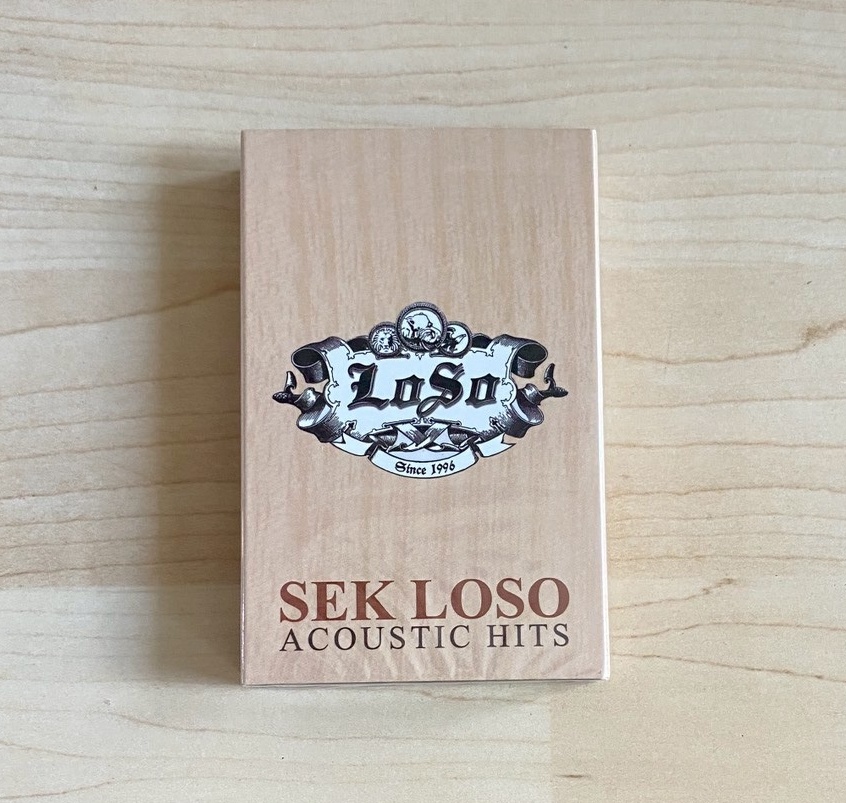 LoSo
Since 1996
SEK LOSO
ACOUSTIC HITS